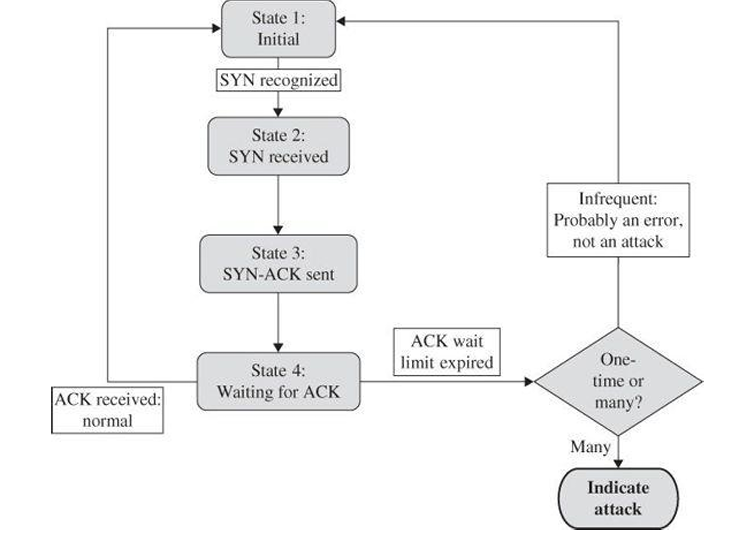 State 1:
Initial
SYN recognized
State 2:
SYN received
Infrequent:
Probably an error,
not an attack
State 3:
SYN-ACK sent
ACK wait
limit expired
State 4:
Waiting for ACK
One-
time or
many?
ACK received:
normal
Many
Indicate
attack